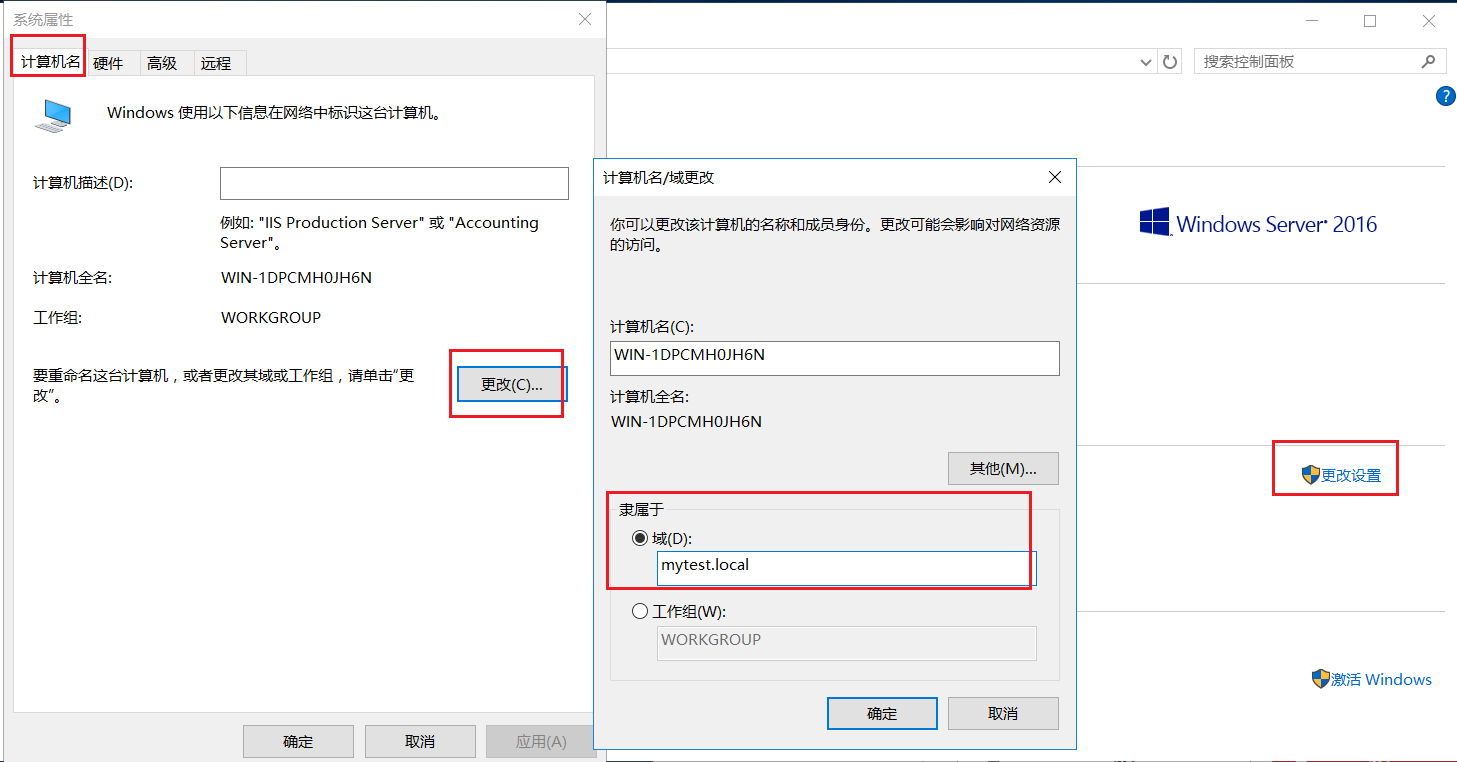 系统属性
计算机名
硬件
高级
远程
Windows 使用以下信息在网络中标识这台计算机。
计算机描述(D):
例如: "IIS Production Server" 或 "Accounting
Server"。
计算机全名:
WIN-1DPCMH0JH6N
工作组:
WORKGROUP
要重命名这台计算机，或者更改其域或工作组，请单击“更
改”。
更改(C)...
确定
取消
应用(A)
搜索控制面板
?
Windows Server 2016
更改设置
激活 Windows
计算机名/域更改
你可以更改该计算机的名称和成员身份。更改可能会影响对网络资源
的访问。
计算机名(C):
WIN-1DPCMH0JH6N
计算机全名:
WIN-1DPCMH0JH6N
其他(M)...
隶属于
域(D):
mytest.local
工作组(W):
WORKGROUP
确定
取消